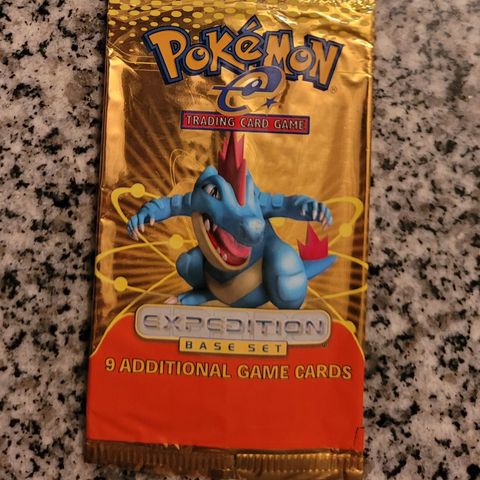 POKéMON
e
TRADING CARD GAME
EXPEDITION
BASE SET
9 ADDITIONAL GAME CARDS